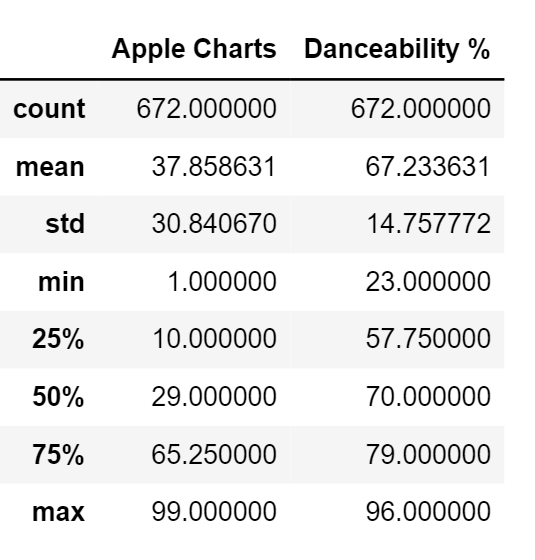 Apple Charts Danceability %
count 672.000000 672.000000
mean 37.858631 67.233631
std 30.840670 14.757772
min 1.000000 23.000000
25% 10.000000 57.750000
50% 29.000000 70.000000
75% 65.250000 79.000000
max 99.000000 96.000000